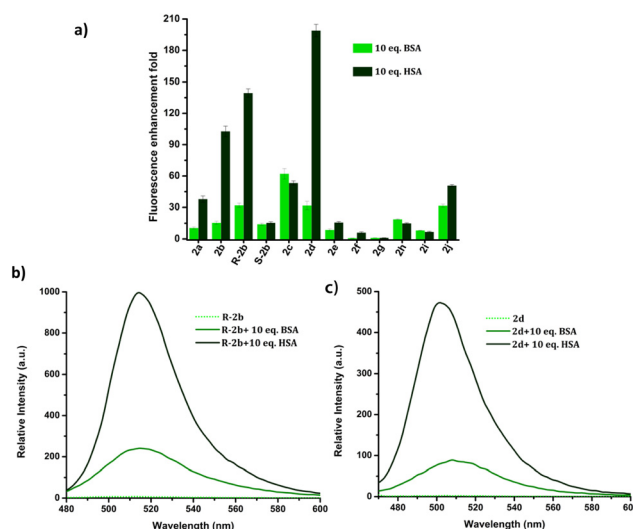 a)
210
180
150
120
90
60
30
0
Fluorescence enhancement fold
10 eq. BSA
10 eq. HSA
2a 2b R-2b S-2b 2c 2d 2e 2f 2g 2h 2i 2j
b)
1000
800
600
400
200
0
Relative Intensity (a.u.)
R-2b
R-2b+ 10 eq. BSA
R-2b+10 eq. HSA
480 500 520 540 560 580 600
Wavelength (nm)
c)
500
400
300
200
100
0
Relative Intensity (a.u.)
2d
2d+10 eq. BSA
2d+ 10 eq. HSA
480 500 520 540 560 580 600
Wavelength (nm)